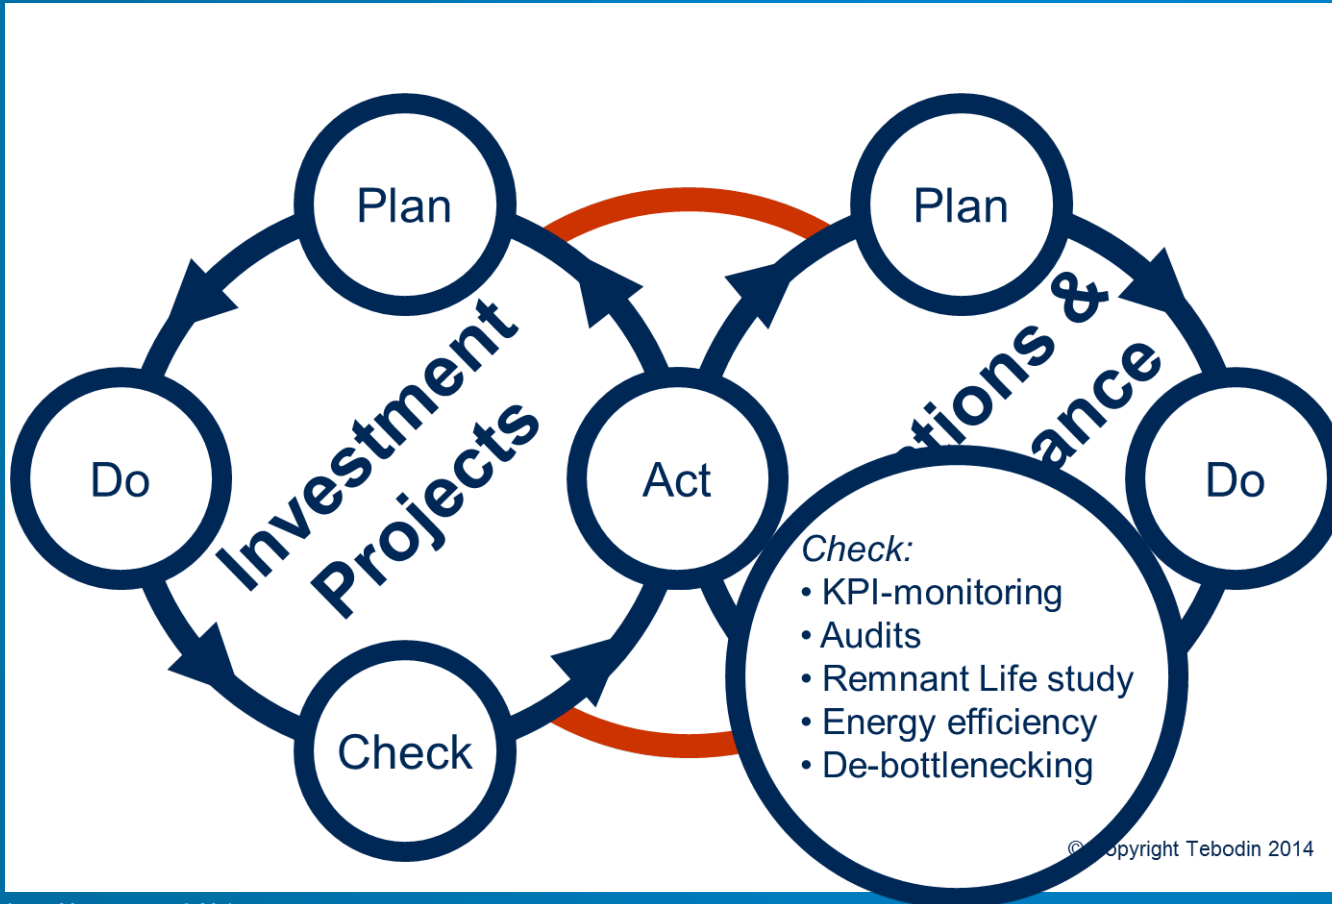 Plan
Plan
Investment
Projects
&
Do
Act
Do
Check:
• KPI-monitoring
• Audits
• Remnant Life study
• Energy efficiency
• De-bottlenecking
Check
Tebodin 2014